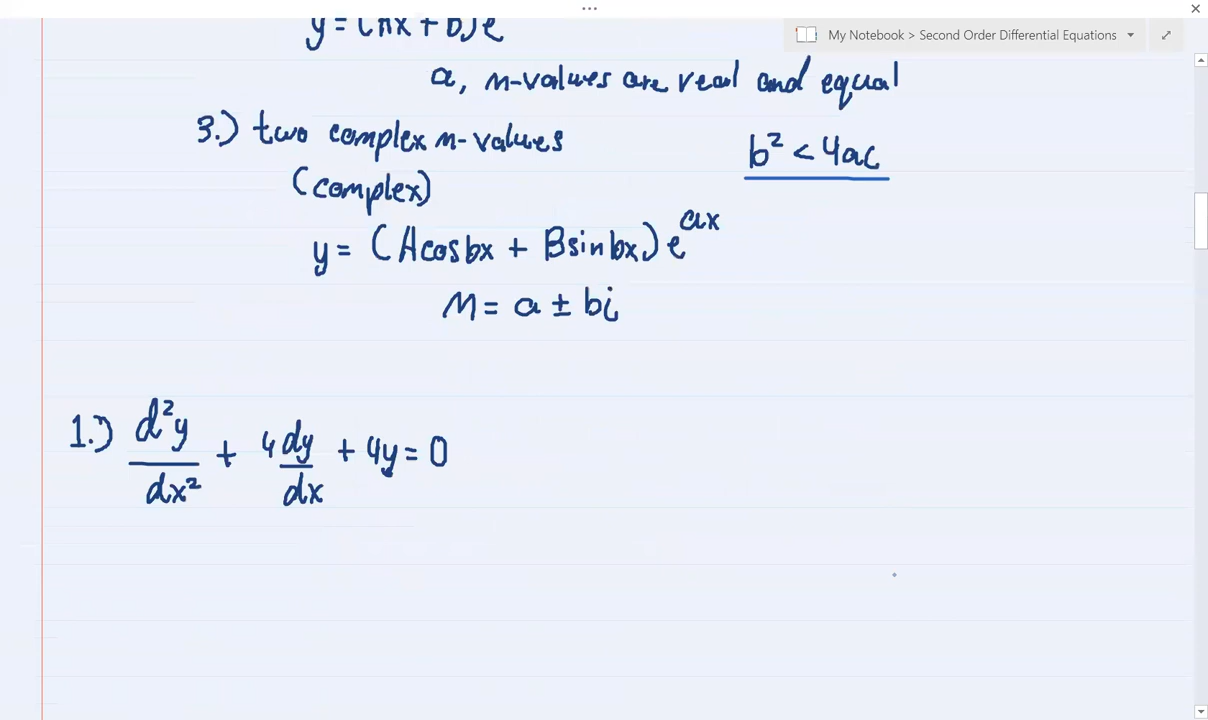 ...
My Notebook > Second Order Differential Equations
y = (Ax + B)e
a, m-values are real and equal
3.) two complex m-values
b² < 4ac
(complex)
y = (Acosbx + Bsinbx)e^{ax}
M = a ± bi
1.) d²y/dx² + 4dy/dx + 4y = 0